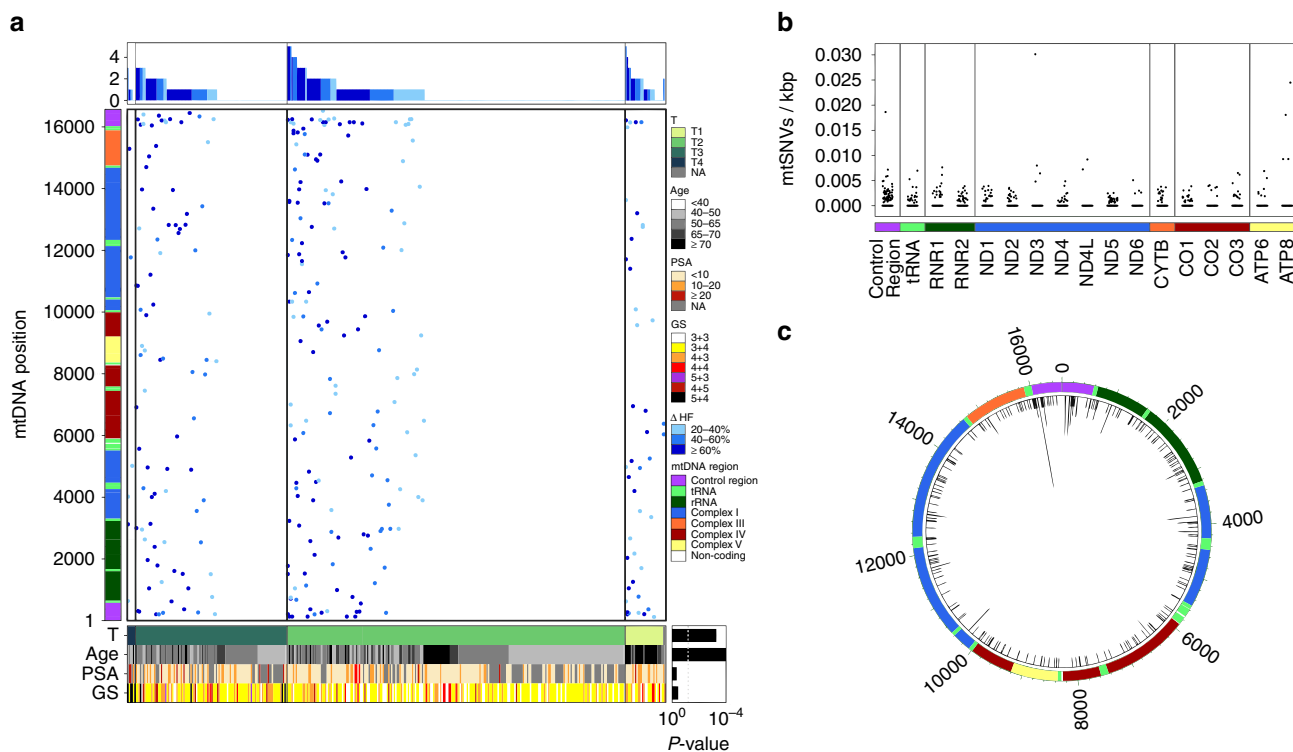 a
4
2
0
16000
14000
12000
10000
8000
6000
4000
2000
1
mtDNA position
T
Age
PSA
GS
10⁰ 10⁻⁴
P-value
T
T1
T2
T3
T4
NA
Age
<40
40–50
50–65
65–70
≥ 70
PSA
<10
10–20
≥ 20
NA
GS
3+3
3+4
4+3
4+4
5+3
4+5
5+4
Δ HF
20–40%
40–60%
≥ 60%
mtDNA region
Control region
tRNA
rRNA
Complex I
Complex III
Complex IV
Complex V
Non-coding
b
0.030
0.025
0.020
0.015
0.010
0.005
0.000
mtSNVs / kbp
Control
Region
tRNA
RNR1
RNR2
ND1
ND2
ND3
ND4
ND4L
ND5
ND6
CYTB
CO1
CO2
CO3
ATP6
ATP8
c
0
2000
4000
6000
8000
10000
12000
14000
16000